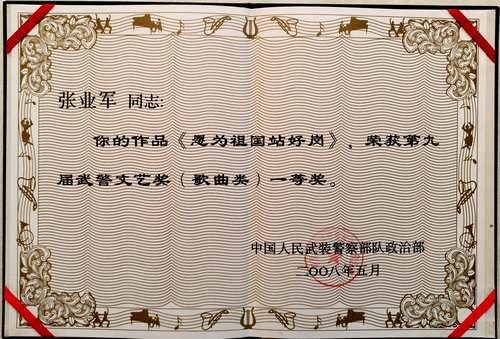 张业军 同志:
你的作品《愿为祖国站好岗》,荣获第九
届武警文艺奖(歌曲类)一等奖。
中国人民武装警察部队政治部
二〇〇八年五月